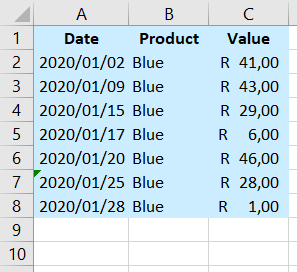 A B C
1 Date Product Value
2 2020/01/02 Blue R 41,00
3 2020/01/09 Blue R 43,00
4 2020/01/15 Blue R 29,00
5 2020/01/17 Blue R 6,00
6 2020/01/20 Blue R 46,00
7 2020/01/25 Blue R 28,00
8 2020/01/28 Blue R 1,00
9
10